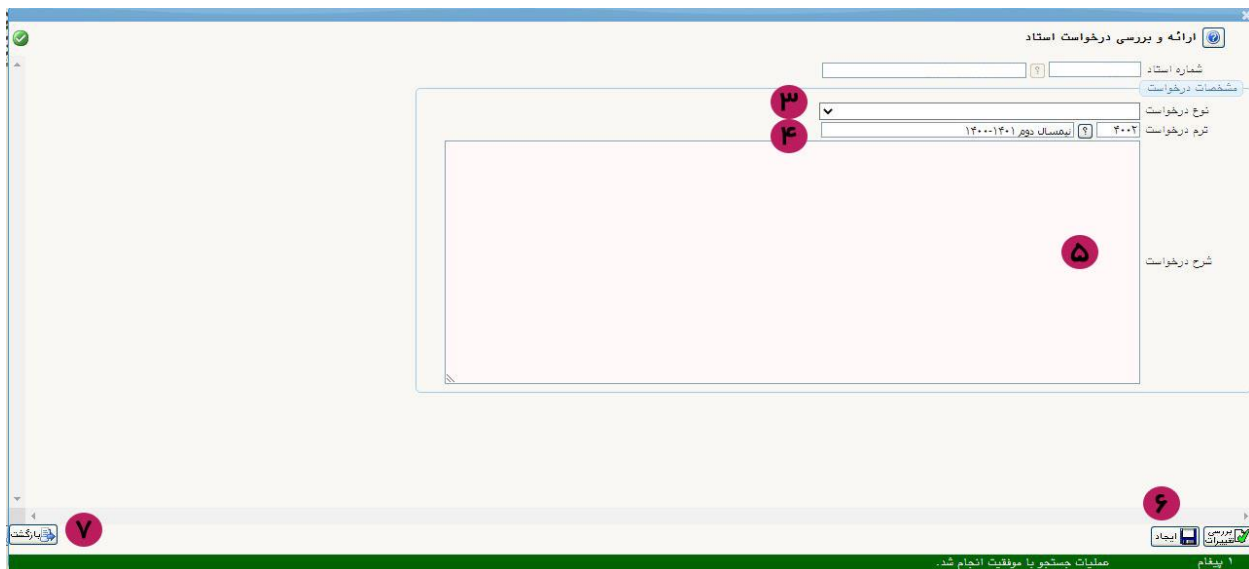 ارائه و بررسی درخواست استاد
شماره استاد ؟
مشخصات درخواست
نوع درخواست
۳
ترم درخواست ۴۰۰۲ ؟ نیمسال دوم ۱۴۰۱-۱۴۰۰
۴
شرح درخواست
۵
۶
بررسی تغییرات ایجاد
۷ بازگشت
۱ پیغام عملیات جستجو با موفقیت انجام شد.